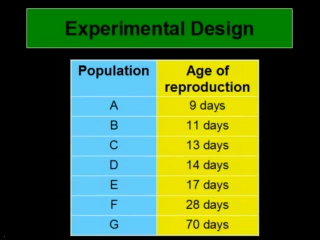 Experimental Design
Population Age of reproduction
A 9 days
B 11 days
C 13 days
D 14 days
E 17 days
F 28 days
G 70 days